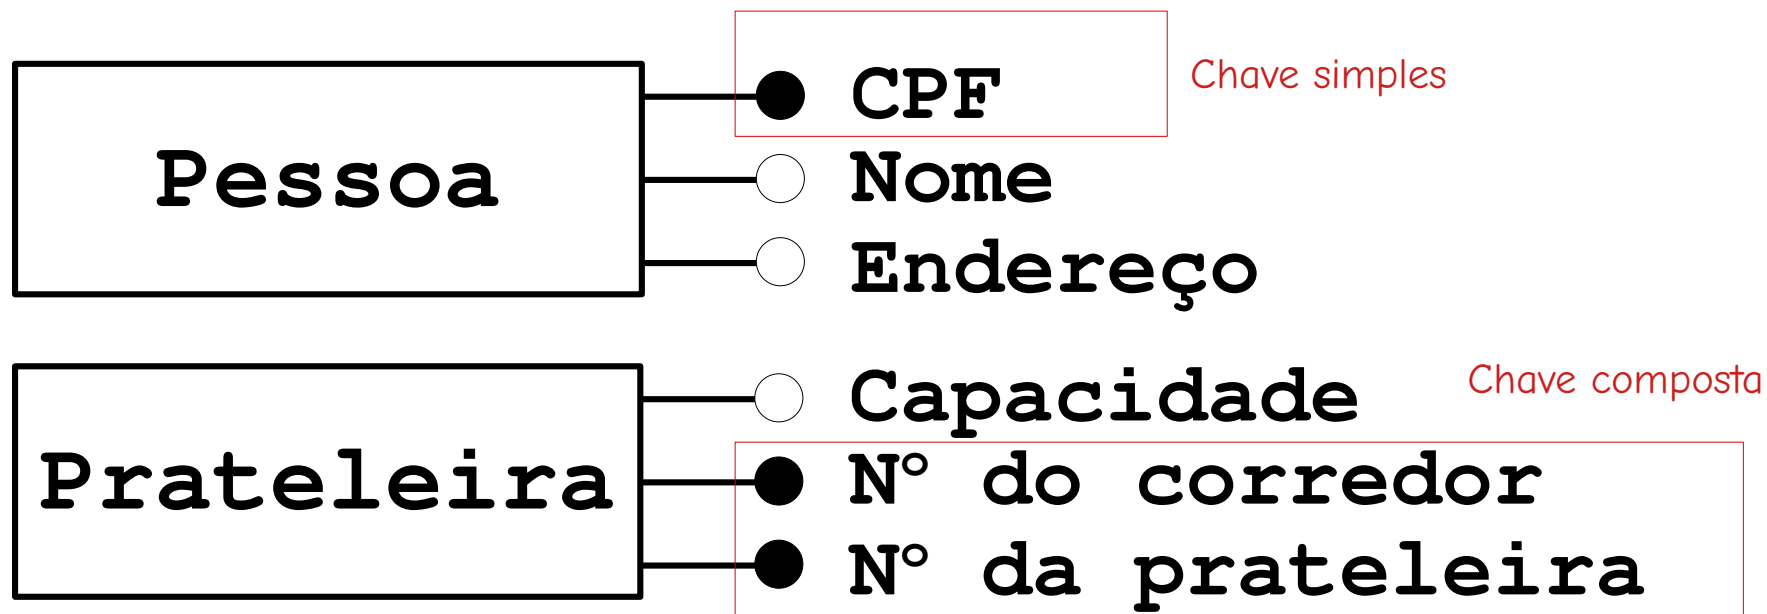 Pessoa
CPF
Chave simples
Nome
Endereço
Prateleira
Capacidade
Chave composta
N° do corredor
N° da prateleira